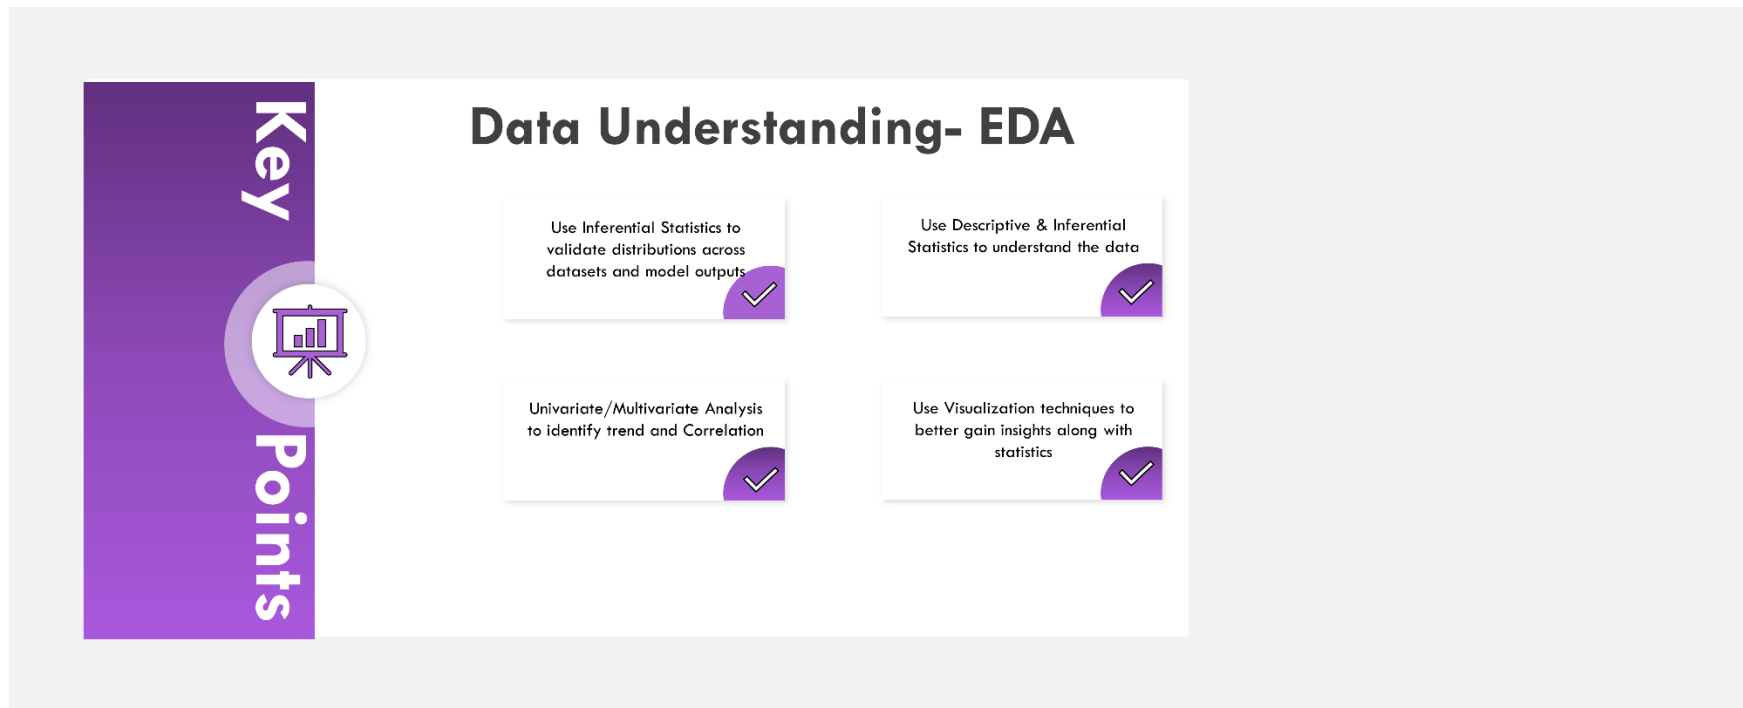 Key Points
Data Understanding- EDA
Use Inferential Statistics to
validate distributions across
datasets and model outputs
Use Descriptive & Inferential
Statistics to understand the data
Univariate/Multivariate Analysis
to identify trend and Correlation
Use Visualization techniques to
better gain insights along with
statistics